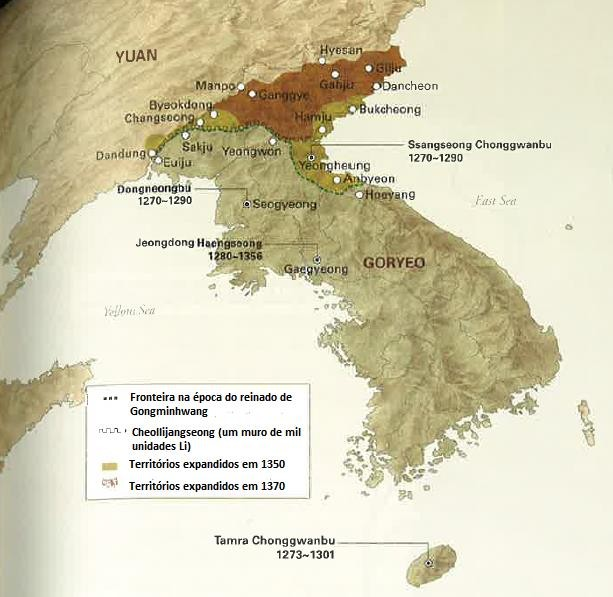 YUAN
Hyesan
Gilju
Gabju
Manpo
Ganggye
Dancheon
Byeokdong
Changseong
Bukcheong
Hamju
Dandung
Sakju
Euiju
Yeongwon
Ssangseong Chonggwanbu
1270~1290
Yeongheung
Anbyeon
Dongneongbu
1270~1290
Hoeyang
East Sea
Seogyeong
Jeongdong Haengseong
1280~1356
GORYEO
Gaegyeong
Yellow Sea
Fronteira na época do reinado de
Gongminhwang
Cheollijangseong (um muro de mil
unidades Li)
Territórios expandidos em 1350
Territórios expandidos em 1370
Tamra Chonggwanbu
1273~1301